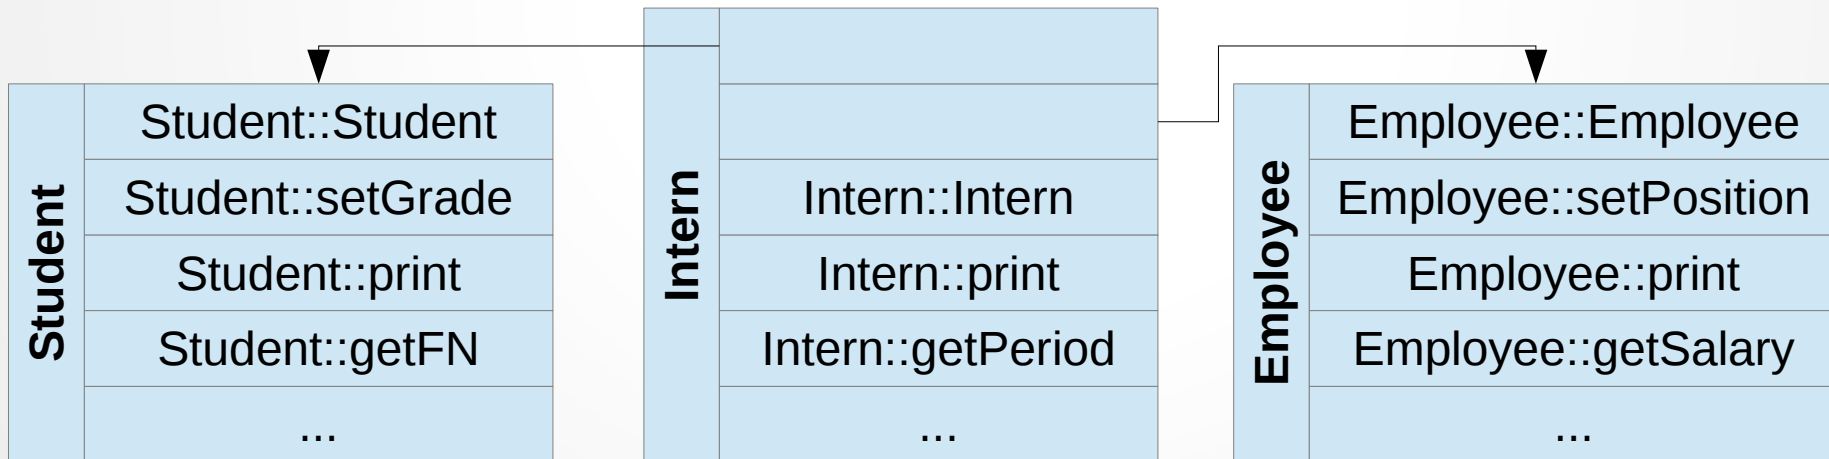 Student
Student::Student
Student::setGrade
Student::print
Student::getFN
...
Intern
Intern::Intern
Intern::print
Intern::getPeriod
...
Employee
Employee::Employee
Employee::setPosition
Employee::print
Employee::getSalary
...